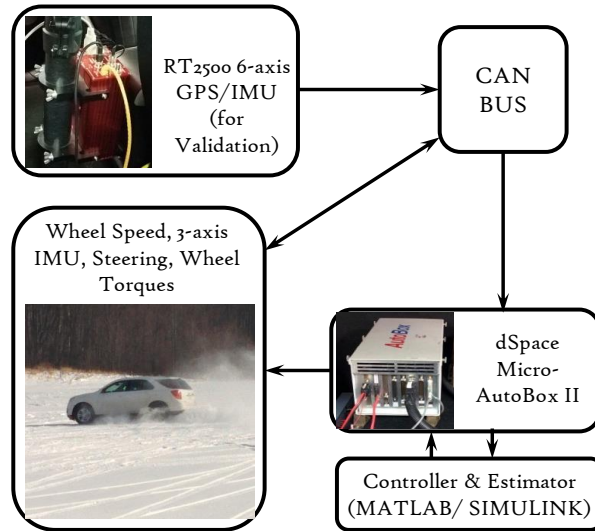 RT2500 6-axis
GPS/IMU
(for
Validation)
CAN
BUS
Wheel Speed, 3-axis
IMU, Steering, Wheel
Torques
AutoBox
dSpace
Micro-
AutoBox II
Controller & Estimator
(MATLAB/ SIMULINK)